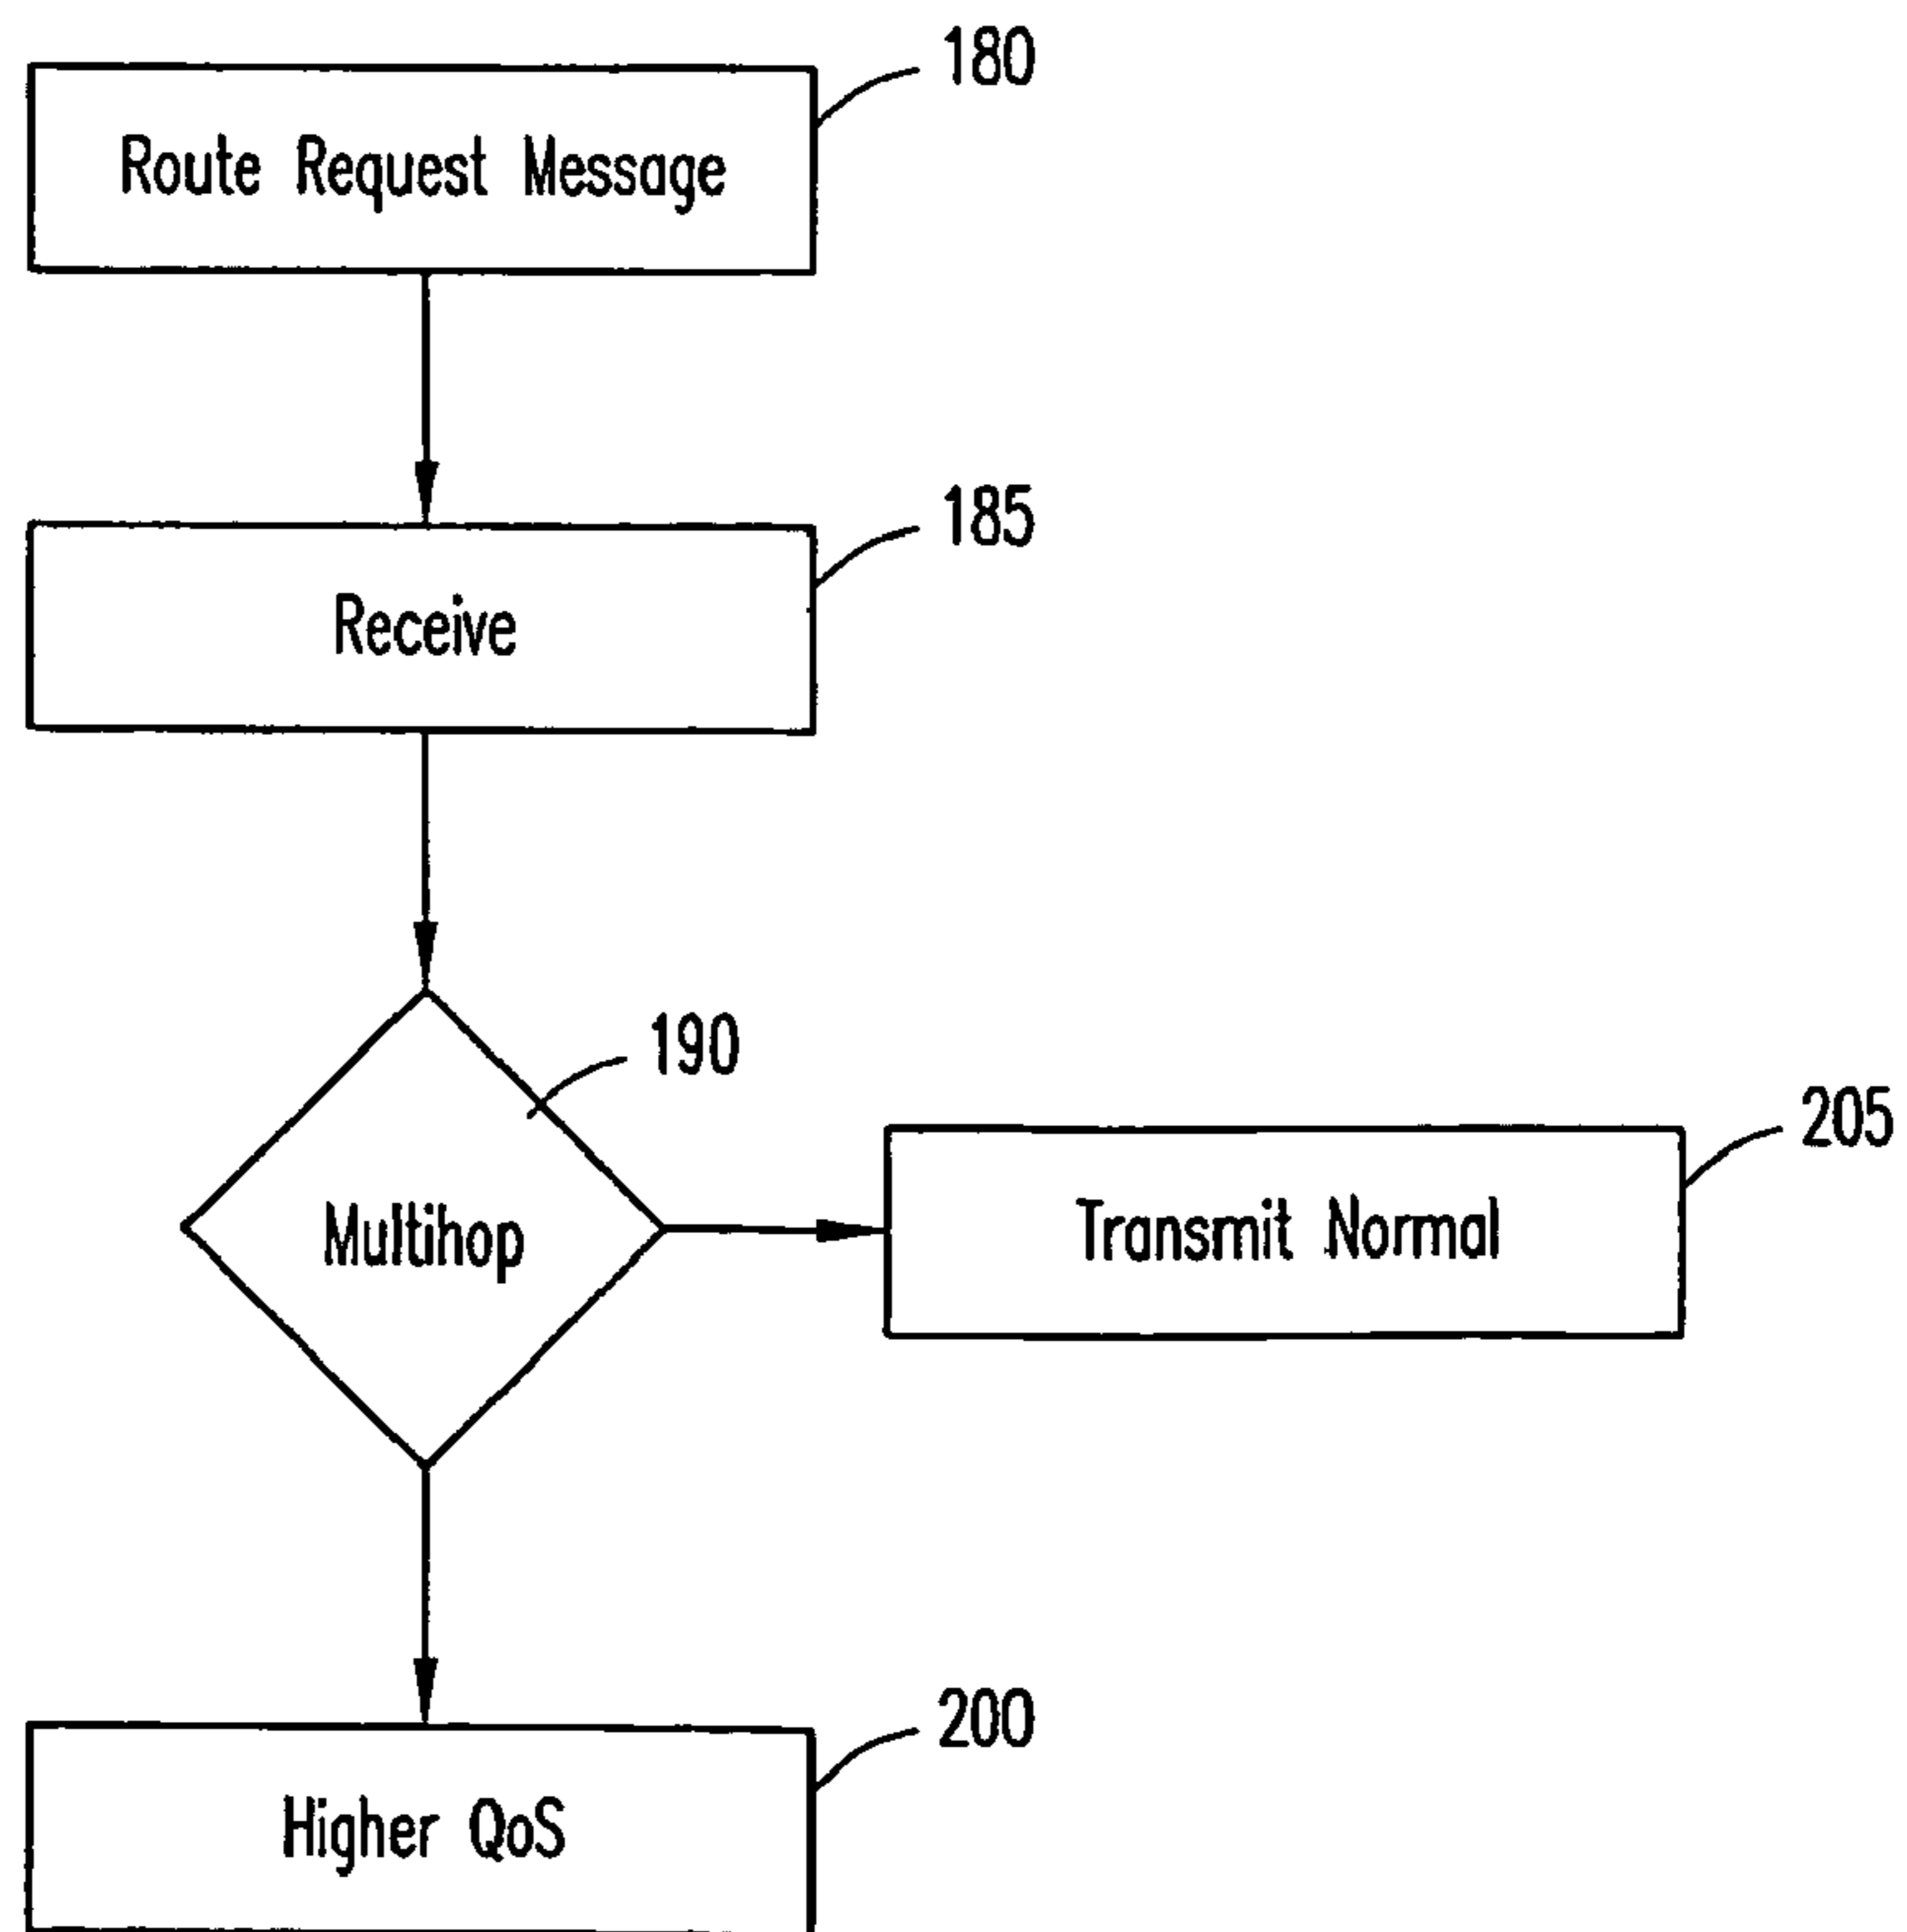 180
Route Request Message
185
Receive
190
Multihop
205
Transmit Normal
200
Higher QoS